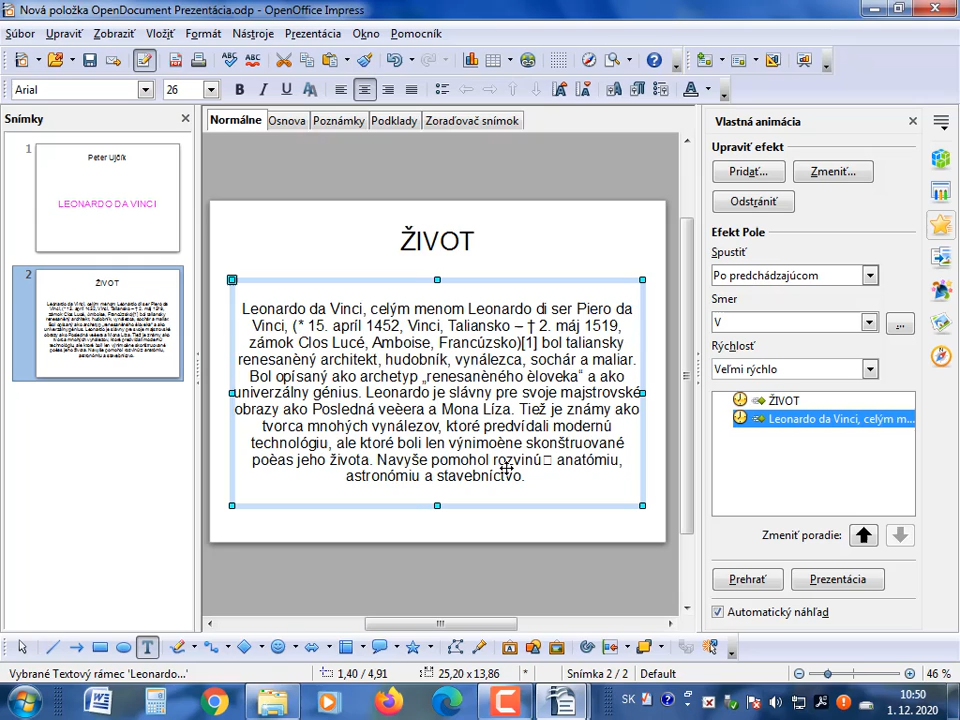 Nová položka OpenDocument Prezentácia.odp - OpenOffice Impress
Súbor Upraviť Zobraziť Vložiť Formát Nástroje Prezentácia Okno Pomocník
Arial 26
Snímky
1
Peter Ujčík
LEONARDO DA VINCI
2
ŽIVOT
Normálne Osnova Poznámky Podklady Zoraďovač snímok
ŽIVOT
Leonardo da Vinci, celým menom Leonardo di ser Piero da
Vinci, (* 15. apríl 1452, Vinci, Taliansko – † 2. máj 1519,
zámok Clos Lucé, Amboise, Francúzsko)[1] bol taliansky
renesanèný architekt, hudobník, vynálezca, sochár a maliar.
Bol opísaný ako archetyp „renesanèného èloveka“ a ako
univerzálny génius. Leonardo je slávny pre svoje majstrovské
obrazy ako Posledná veèera a Mona Líza. Tiež je známy ako
tvorca mnohých vynálezov, ktoré predvídali modernú
technológiu, ale ktoré boli len výnimoène skonštruované
poèas jeho života. Navyše pomohol rozvinú□ anatómiu,
astronómiu a stavebníctvo.
Vlastná animácia
Upraviť efekt
Pridať... Zmeniť...
Odstrániť
Efekt Pole
Spustiť
Po predchádzajúcom
Smer
V ...
Rýchlosť
Veľmi rýchlo
ŽIVOT
Leonardo da Vinci, celým m...
Zmeniť poradie:
Prehrať Prezentácia
Automatický náhľad
Vybrané Textový rámec 'Leonardo... 1,40 / 4,91 25,20 x 13,86 * Snímka 2 / 2 Default 46 %
SK
10:50
1. 12. 2020